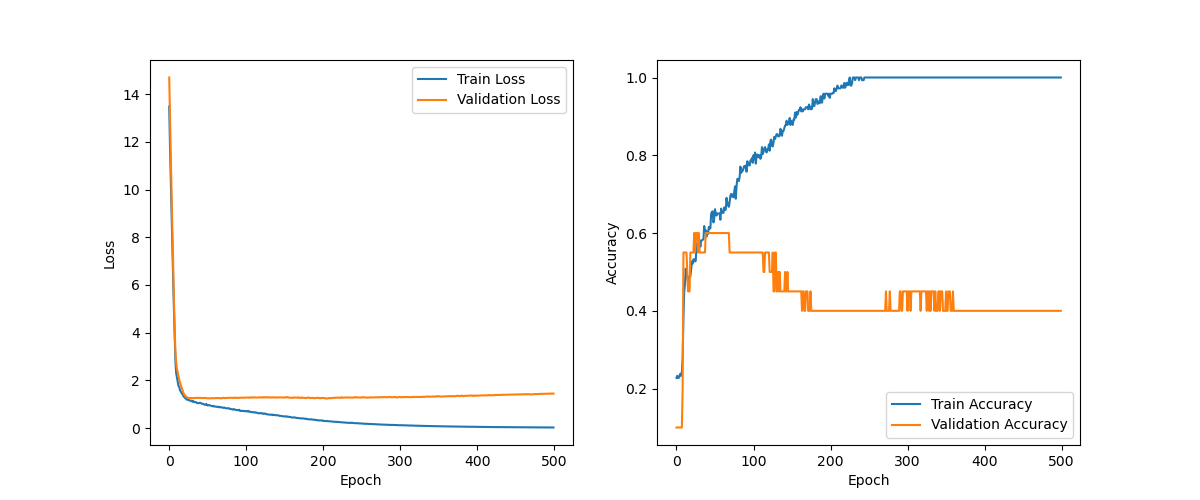 Train Loss
Validation Loss
14
12
10
8
6
4
2
0
Loss
0 100 200 300 400 500
Epoch
1.0
0.8
0.6
0.4
0.2
Accuracy
Train Accuracy
Validation Accuracy
0 100 200 300 400 500
Epoch